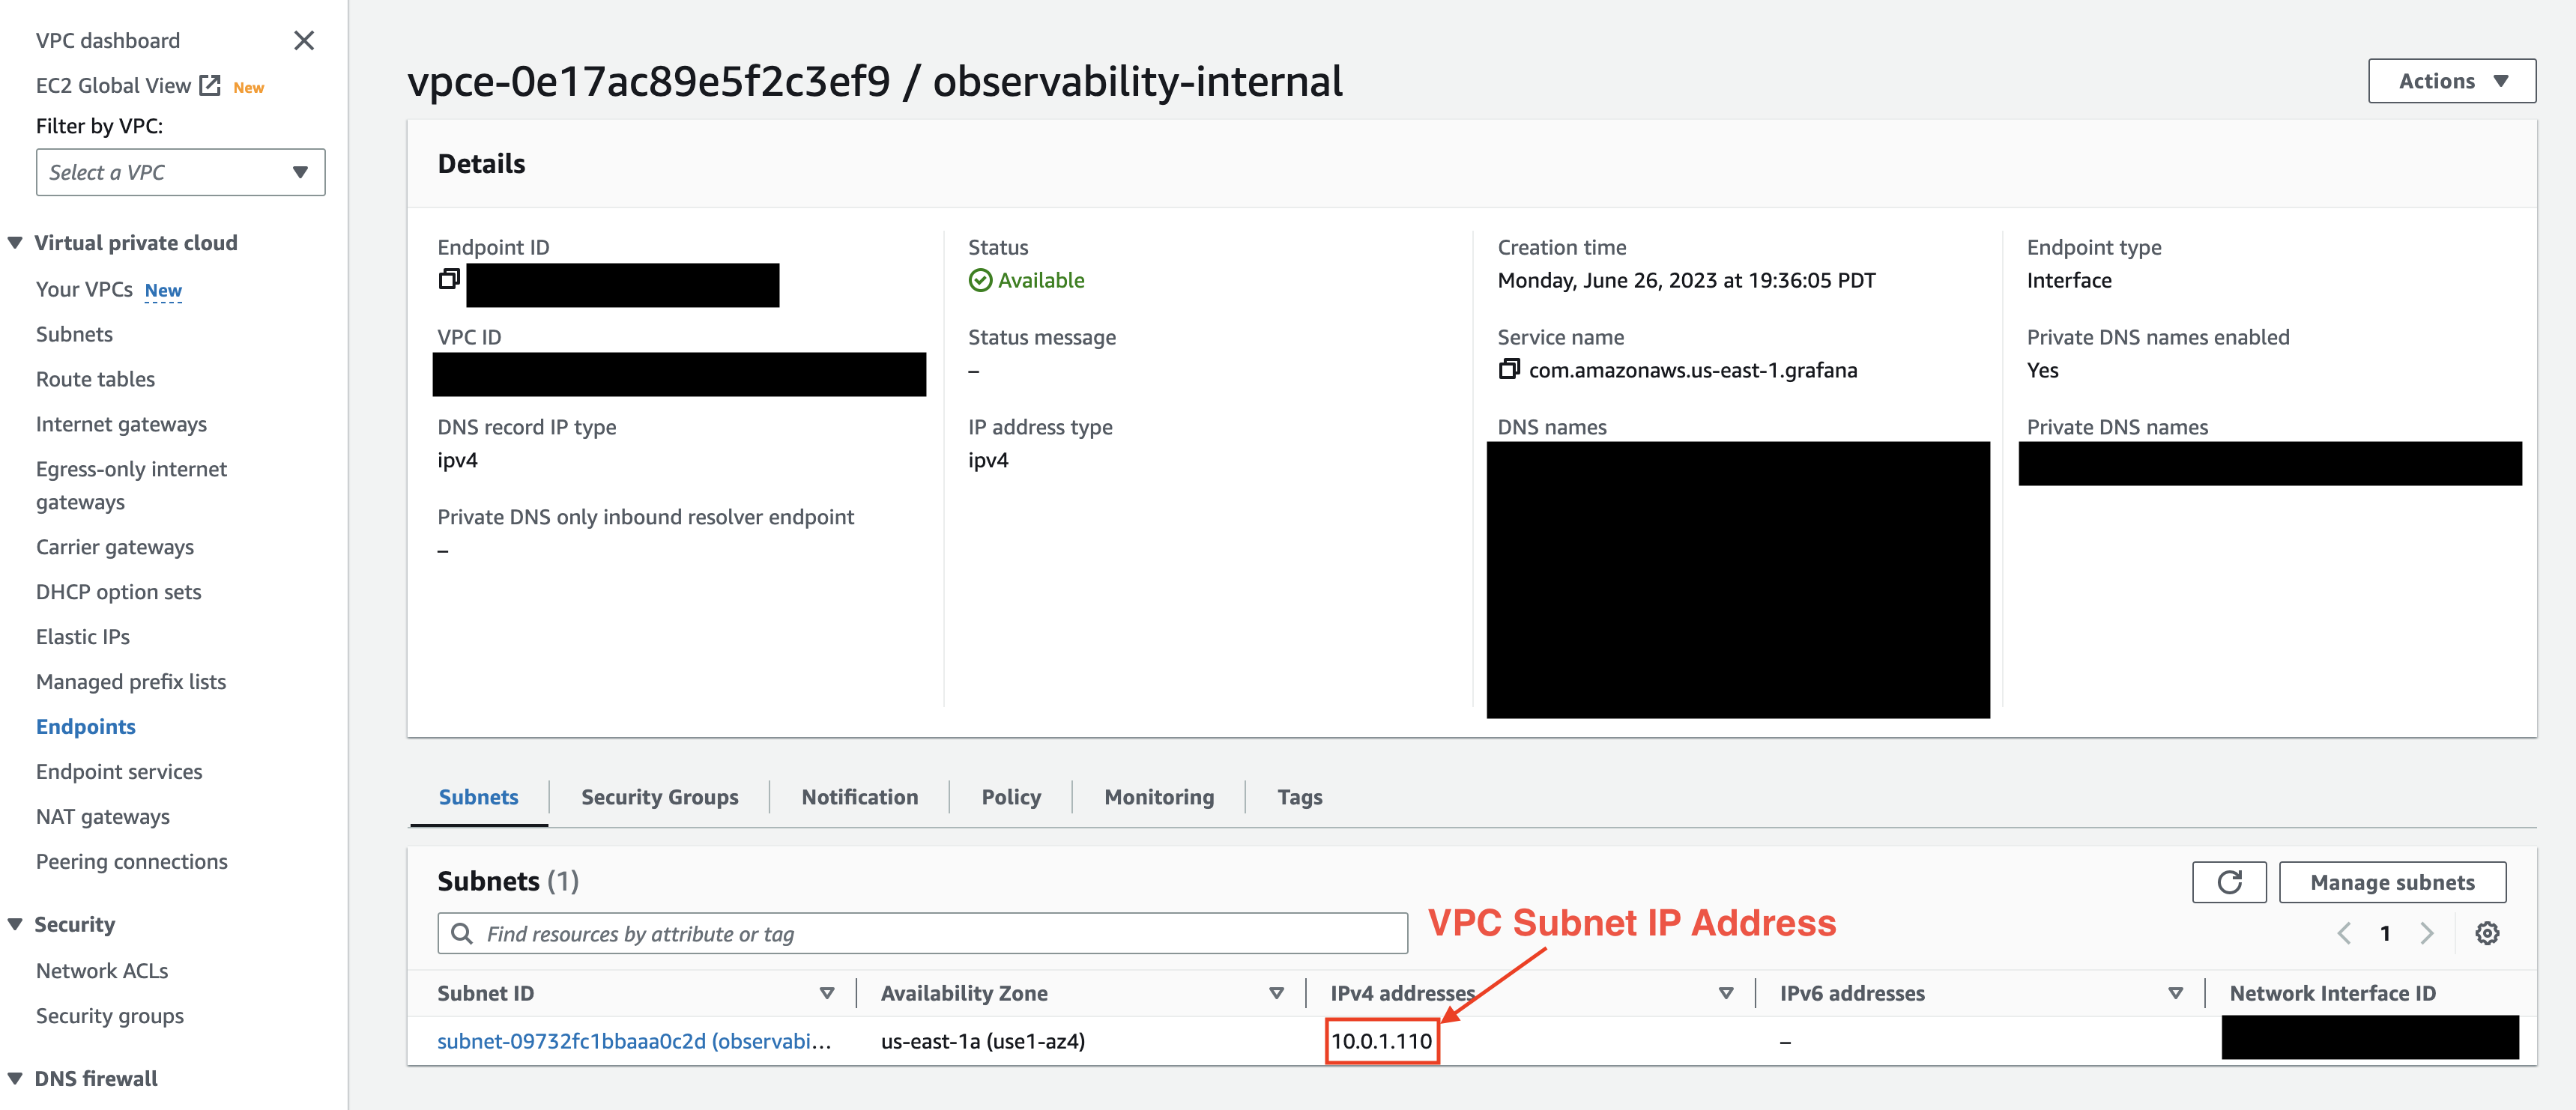 VPC dashboard
EC2 Global View New
Filter by VPC:
Select a VPC
Virtual private cloud
Your VPCs New
Subnets
Route tables
Internet gateways
Egress-only internet
gateways
Carrier gateways
DHCP option sets
Elastic IPs
Managed prefix lists
Endpoints
Endpoint services
NAT gateways
Peering connections
Security
Network ACLs
Security groups
DNS firewall
vpce-0e17ac89e5f2c3ef9 / observability-internal
Actions
Details
Endpoint ID
VPC ID
DNS record IP type
ipv4
Private DNS only inbound resolver endpoint
–
Status
Available
Status message
–
IP address type
ipv4
Creation time
Monday, June 26, 2023 at 19:36:05 PDT
Service name
com.amazonaws.us-east-1.grafana
DNS names
Endpoint type
Interface
Private DNS names enabled
Yes
Private DNS names
Subnets Security Groups Notification Policy Monitoring Tags
Subnets (1)
Manage subnets
Find resources by attribute or tag
VPC Subnet IP Address
1
Subnet ID Availability Zone IPv4 addresses IPv6 addresses Network Interface ID
subnet-09732fc1bbaaa0c2d (observabi... us-east-1a (use1-az4) 10.0.1.110 –